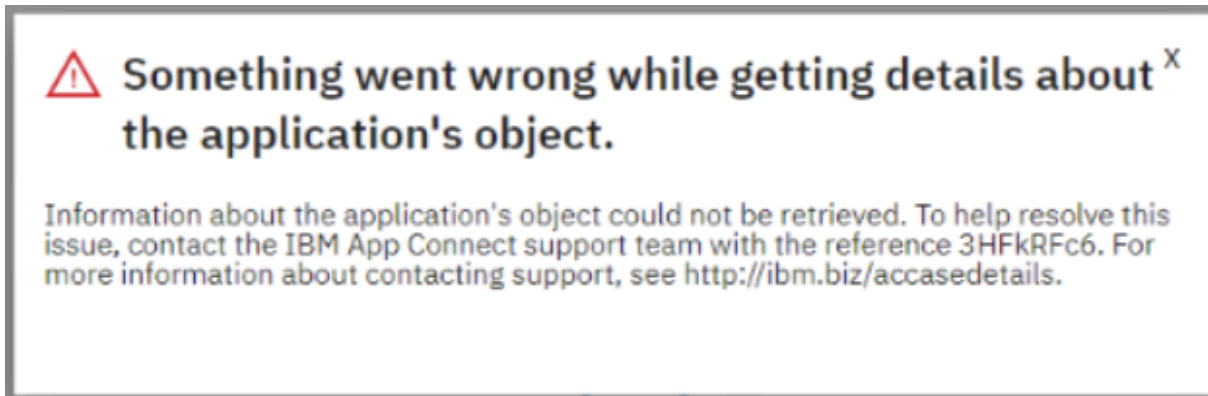 Something went wrong while getting details about X
the application's object.
Information about the application's object could not be retrieved. To help resolve this
issue, contact the IBM App Connect support team with the reference 3HFkRFc6. For
more information about contacting support, see http://ibm.biz/accasedetails.